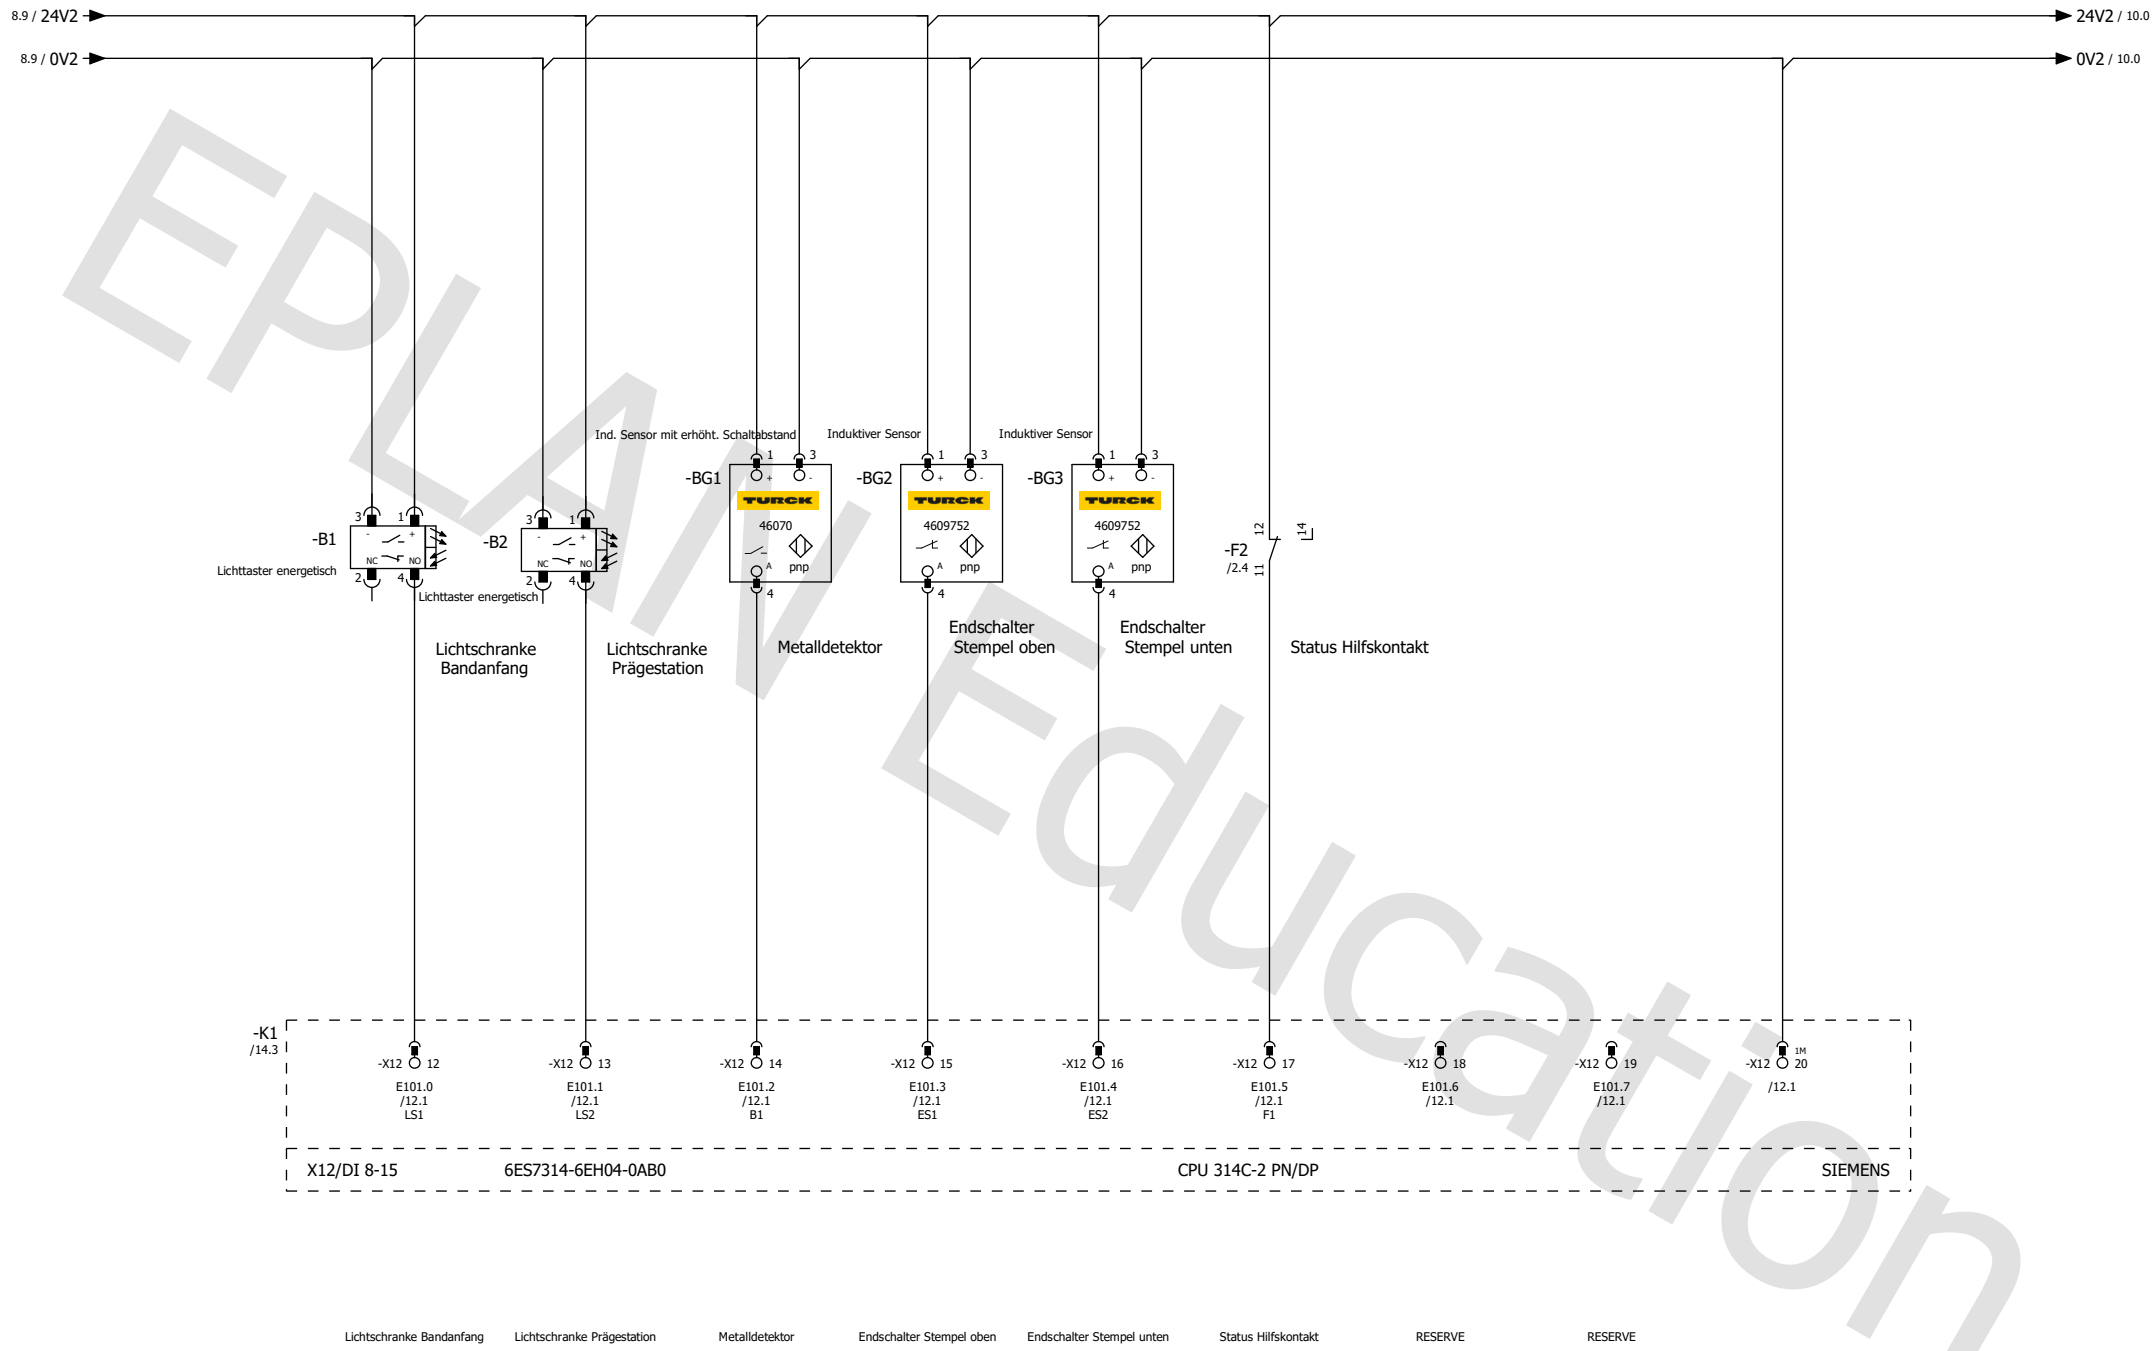 8.9 / 24V2
24V2 / 10.0
8.9 / 0V2
0V2 / 10.0
EPLAN Education
Ind. Sensor mit erhöht. Schaltabstand
Induktiver Sensor
Induktiver Sensor
-B1
3
1
-
+
NC
NO
2
4
Lichttaster energetisch
-B2
3
1
-
+
NC
NO
2
4
Lichttaster energetisch
-BG1
1
3
+
-
TURCK
46070
A
pnp
4
-BG2
1
3
+
-
TURCK
4609752
A
pnp
4
-BG3
1
3
+
-
TURCK
4609752
A
pnp
4
-F2
/2.4
12
14
11
Lichtschranke
Bandanfang
Lichtschranke
Prägestation
Metalldetektor
Endschalter
Stempel oben
Endschalter
Stempel unten
Status Hilfskontakt
-K1
/14.3
-X12 12
E101.0
/12.1
LS1
-X12 13
E101.1
/12.1
LS2
-X12 14
E101.2
/12.1
B1
-X12 15
E101.3
/12.1
ES1
-X12 16
E101.4
/12.1
ES2
-X12 17
E101.5
/12.1
F1
-X12 18
E101.6
/12.1
-X12 19
E101.7
/12.1
1M
-X12 20
/12.1
X12/DI 8-15 6ES7314-6EH04-0AB0 CPU 314C-2 PN/DP SIEMENS
Lichtschranke Bandanfang Lichtschranke Prägestation Metalldetektor Endschalter Stempel oben Endschalter Stempel unten Status Hilfskontakt RESERVE RESERVE